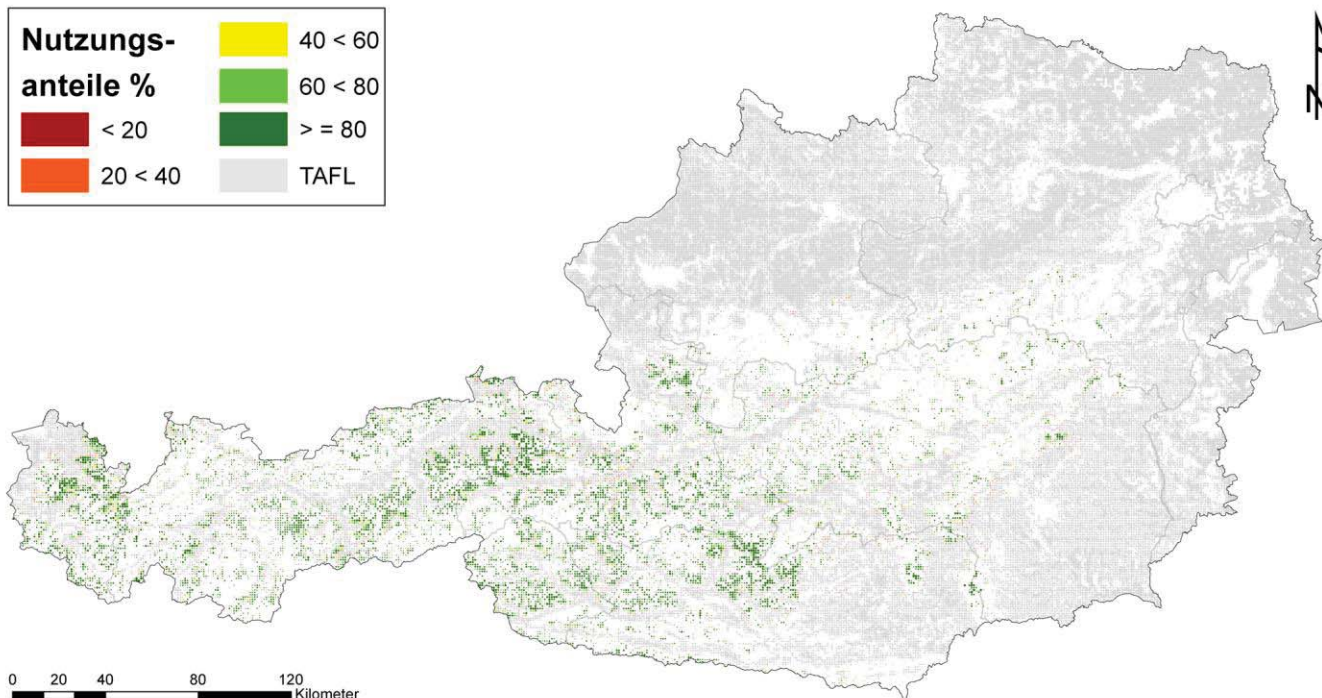 Nutzungs-
anteile %
< 20
20 < 40
40 < 60
60 < 80
> = 80
TAFL
N
0 20 40 80 120
Kilometer